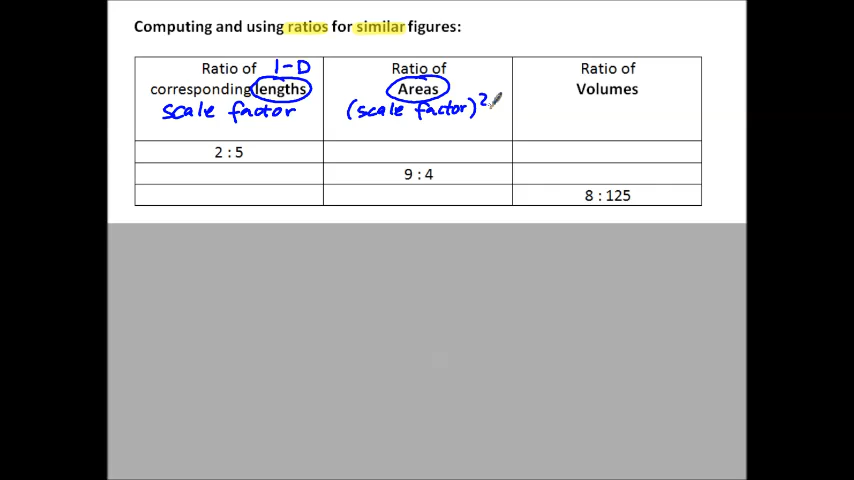 Computing and using ratios for similar figures:
Ratio of 1-D
corresponding lengths
scale factor
Ratio of
Areas
(scale factor)²
Ratio of
Volumes
2 : 5
9 : 4
8 : 125